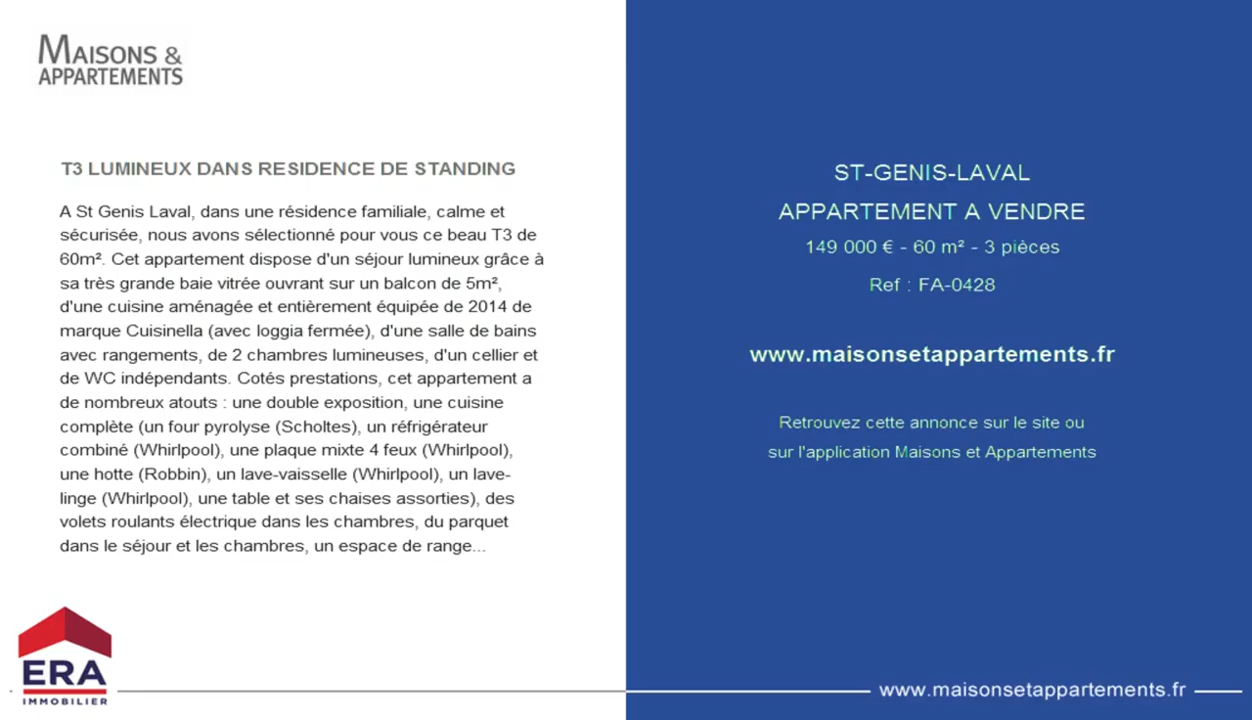 MAISONS &
APPARTEMENTS
T3 LUMINEUX DANS RESIDENCE DE STANDING
A St Genis Laval, dans une résidence familiale, calme et
sécurisée, nous avons sélectionné pour vous ce beau T3 de
60m². Cet appartement dispose d'un séjour lumineux grâce à
sa très grande baie vitrée ouvrant sur un balcon de 5m²,
d'une cuisine aménagée et entièrement équipée de 2014 de
marque Cuisinella (avec loggia fermée), d'une salle de bains
avec rangements, de 2 chambres lumineuses, d'un cellier et
de WC indépendants. Cotés prestations, cet appartement a
de nombreux atouts : une double exposition, une cuisine
complète (un four pyrolyse (Scholtes), un réfrigérateur
combiné (Whirlpool), une plaque mixte 4 feux (Whirlpool),
une hotte (Robbin), un lave-vaisselle (Whirlpool), un lave-
linge (Whirlpool), une table et ses chaises assorties), des
volets roulants électrique dans les chambres, du parquet
dans le séjour et les chambres, un espace de range...
ERA
IMMOBILIER
ST-GENIS-LAVAL
APPARTEMENT A VENDRE
149 000 € - 60 m² - 3 pièces
Ref : FA-0428
www.maisonsetappartements.fr
Retrouvez cette annonce sur le site ou
sur l'application Maisons et Appartements
www.maisonsetappartements.fr